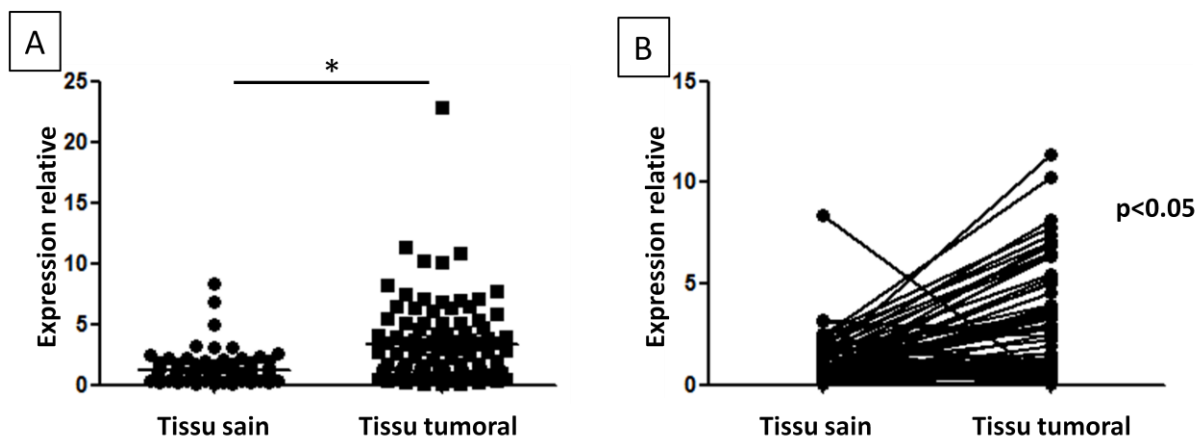 A
*
Expression relative
25
20
15
10
5
0
Tissu sain
Tissu tumoral
B
Expression relative
15
10
5
0
p<0.05
Tissu sain
Tissu tumoral